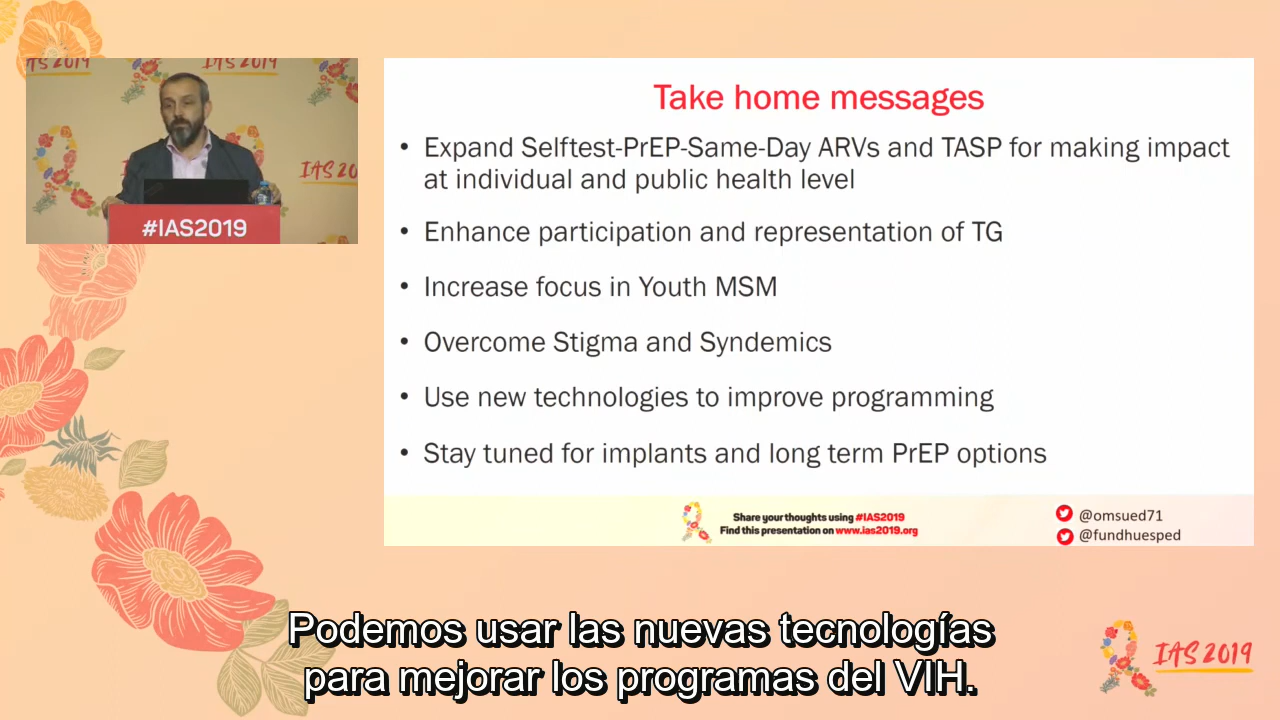 IAS 2019
IAS 2019
IAS 20
#IAS2019
Take home messages
• Expand Selftest-PrEP-Same-Day ARVs and TASP for making impact
at individual and public health level
• Enhance participation and representation of TG
• Increase focus in Youth MSM
• Overcome Stigma and Syndemics
• Use new technologies to improve programming
• Stay tuned for implants and long term PrEP options
Share your thoughts using #IAS2019
Find this presentation on www.ias2019.org
@omsued71
@fundhuesped
Podemos usar las nuevas tecnologías
para mejorar los programas del VIH.
IAS 2019